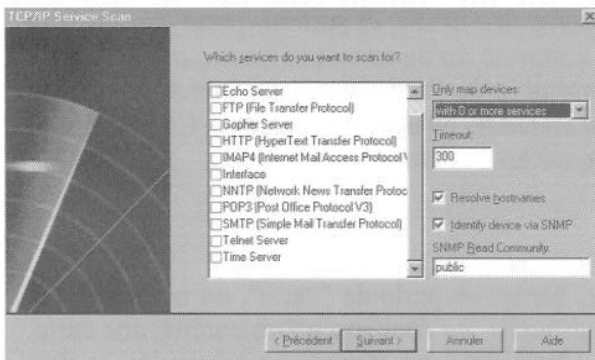 TCP/IP Service Scan
Which services do you want to scan for?
Echo Server
FTP (File Transfer Protocol)
Gopher Server
HTTP (HyperText Transfer Protocol)
IMAP4 (Internet Mail Access Protocol V
Interface
NNTP (Network News Transfer Protoc
POP3 (Post Office Protocol V3)
SMTP (Simple Mail Transfer Protocol)
Telnet Server
Time Server
Only map devices:
with 0 or more services
Timeout:
300
Resolve hostnames
Identify device via SNMP
SNMP Read Community:
public
< Précédent
Suivant >
Annuler
Aide